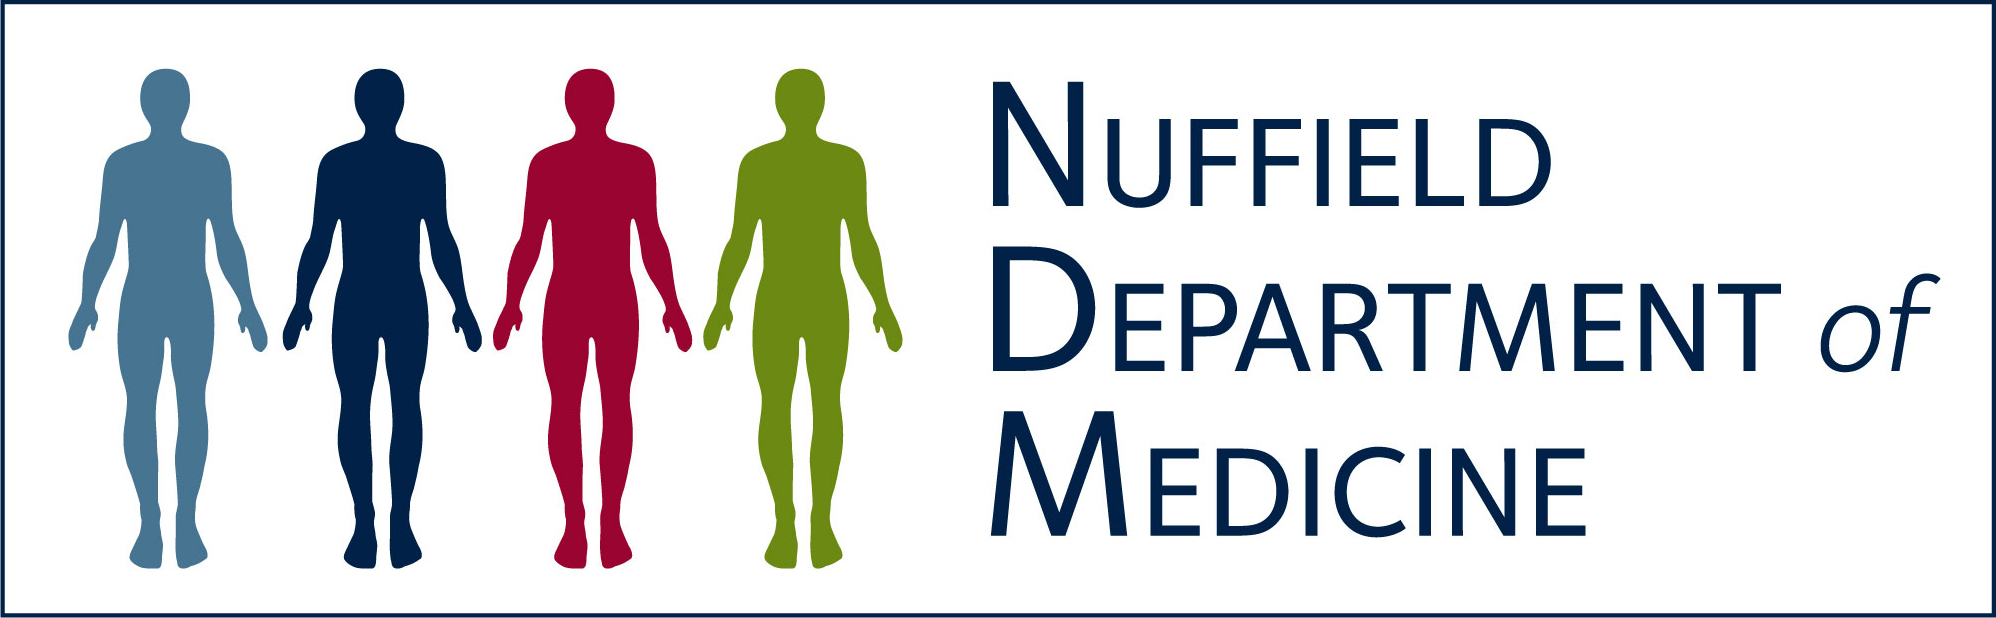 Nuffield
Department of
Medicine